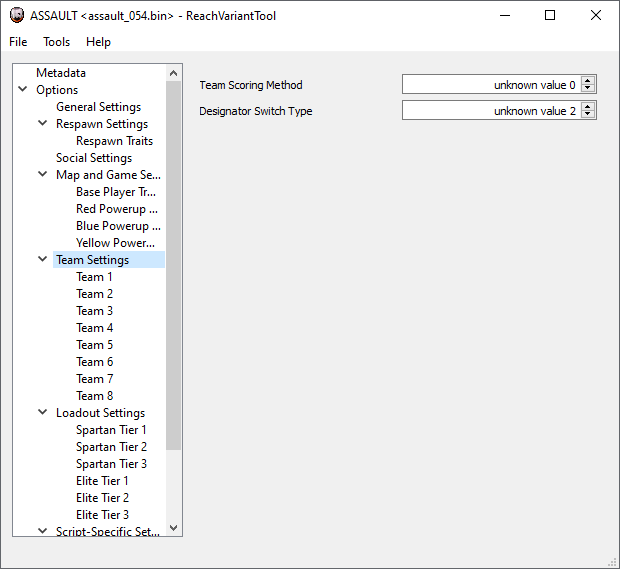 ASSAULT <assault_054.bin> - ReachVariantTool
File Tools Help
Metadata
Options
General Settings
Respawn Settings
Respawn Traits
Social Settings
Map and Game Se...
Base Player Tr...
Red Powerup ...
Blue Powerup ...
Yellow Power...
Team Settings
Team 1
Team 2
Team 3
Team 4
Team 5
Team 6
Team 7
Team 8
Loadout Settings
Spartan Tier 1
Spartan Tier 2
Spartan Tier 3
Elite Tier 1
Elite Tier 2
Elite Tier 3
Script-Specific Set...
Team Scoring Method unknown value 0
Designator Switch Type unknown value 2